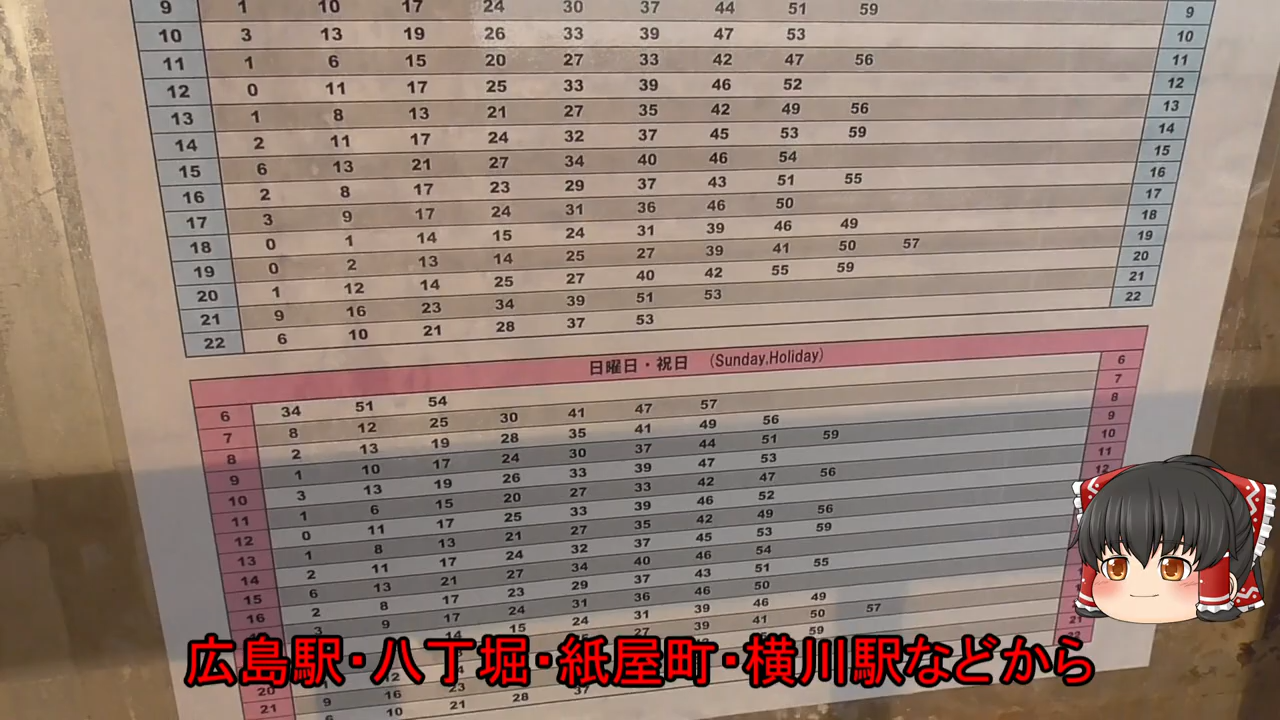 9 1 10 17 24 30 37 44 51 59 9
10 3 13 19 26 33 39 47 53 10
11 1 6 15 20 27 33 42 47 56 11
12 0 11 17 25 33 39 46 52 12
13 1 8 13 21 27 35 42 49 56 13
14 2 11 17 24 32 37 45 53 59 14
15 6 13 21 27 34 40 46 54 15
16 2 8 17 23 29 37 43 51 55 16
17 3 9 17 24 31 36 46 50 17
18 0 1 14 15 24 31 39 46 49 18
19 0 2 13 14 25 27 39 41 50 57 19
20 1 12 14 25 27 40 42 55 59 20
21 9 16 23 34 39 51 53 21
22 6 10 21 28 37 53 22
日曜日・祝日 (Sunday,Holiday)
6 34 51 54 6
7 8 12 25 30 41 47 57 7
8 2 13 19 28 35 41 49 56 8
9 1 10 17 24 30 37 44 51 59 9
10 3 13 19 26 33 39 47 53 10
11 1 6 15 20 27 33 42 47 56 11
12 0 11 17 25 33 39 46 52 12
13 1 8 13 21 27 35 42 49 56
14 2 11 17 24 32 37 45 53 59
15 6 13 21 27 34 40 46 54
16 2 8 17 23 29 37 43 51 55
3 9 17 24 31 36 46 50
14 15 24 31 39 46 49
27 39 41 50 57
20 1 12 59
21 9 16 23 37 21
6 10 21 28
広島駅・八丁堀・紙屋町・横川駅などから